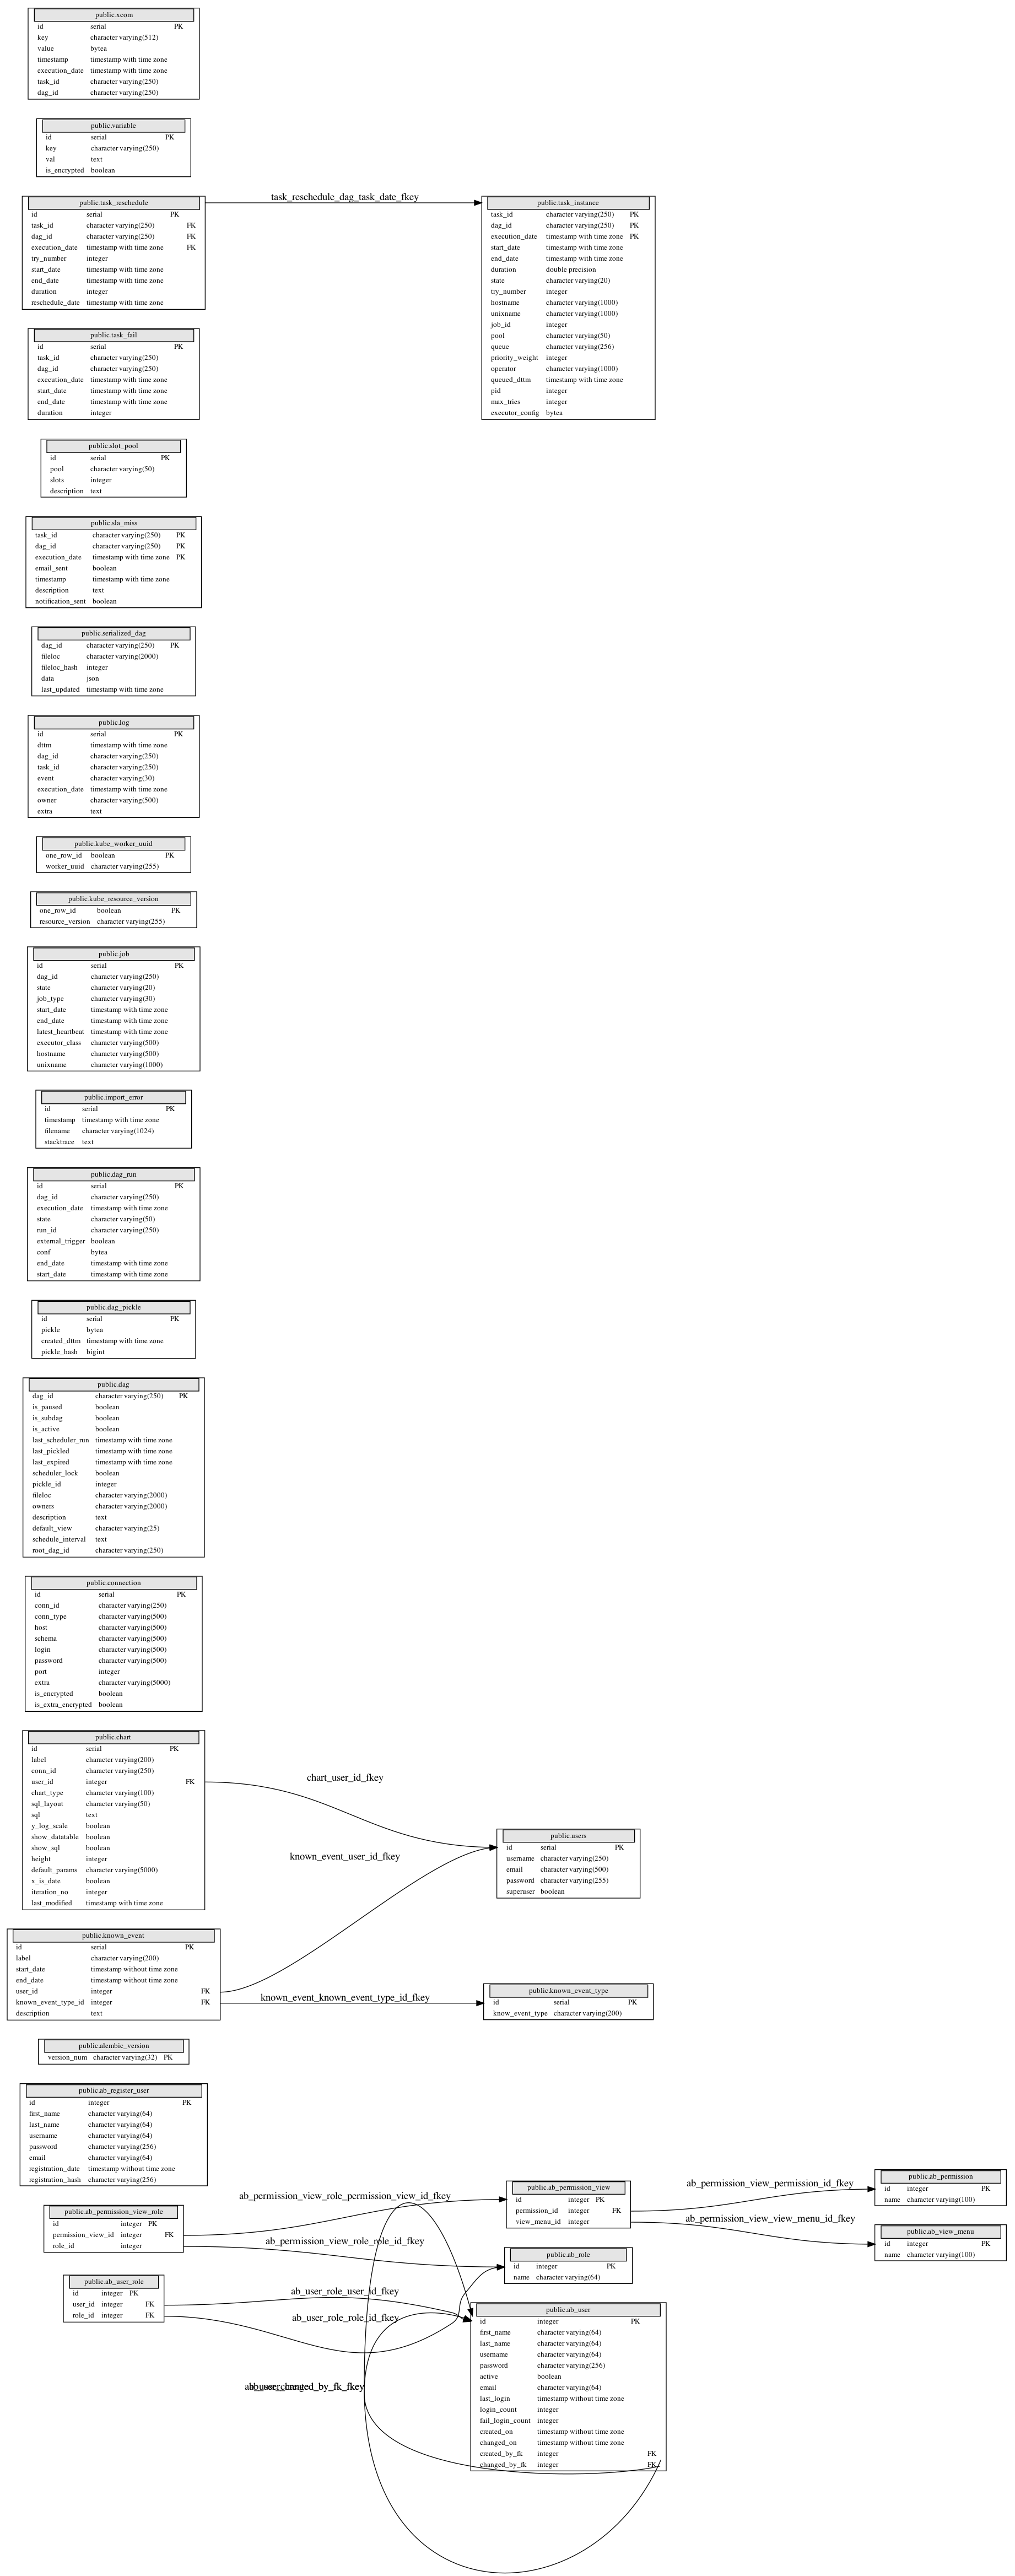 public.xcom
id serial PK
key character varying(512)
value bytea
timestamp timestamp with time zone
execution_date timestamp with time zone
task_id character varying(250)
dag_id character varying(250)
public.variable
id serial PK
key character varying(250)
val text
is_encrypted boolean
public.task_reschedule
id serial PK
task_id character varying(250) FK
dag_id character varying(250) FK
execution_date timestamp with time zone FK
try_number integer
start_date timestamp with time zone
end_date timestamp with time zone
duration integer
reschedule_date timestamp with time zone
task_reschedule_dag_task_date_fkey
public.task_instance
task_id character varying(250) PK
dag_id character varying(250) PK
execution_date timestamp with time zone PK
start_date timestamp with time zone
end_date timestamp with time zone
duration double precision
state character varying(20)
try_number integer
hostname character varying(1000)
unixname character varying(1000)
job_id integer
pool character varying(50)
queue character varying(256)
priority_weight integer
operator character varying(1000)
queued_dttm timestamp with time zone
pid integer
max_tries integer
executor_config bytea
public.task_fail
id serial PK
task_id character varying(250)
dag_id character varying(250)
execution_date timestamp with time zone
start_date timestamp with time zone
end_date timestamp with time zone
duration integer
public.slot_pool
id serial PK
pool character varying(50)
slots integer
description text
public.sla_miss
task_id character varying(250) PK
dag_id character varying(250) PK
execution_date timestamp with time zone PK
email_sent boolean
timestamp timestamp with time zone
description text
notification_sent boolean
public.serialized_dag
dag_id character varying(250) PK
fileloc character varying(2000)
fileloc_hash integer
data json
last_updated timestamp with time zone
public.log
id serial PK
dttm timestamp with time zone
dag_id character varying(250)
task_id character varying(250)
event character varying(30)
execution_date timestamp with time zone
owner character varying(500)
extra text
public.kube_worker_uuid
one_row_id boolean PK
worker_uuid character varying(255)
public.kube_resource_version
one_row_id boolean PK
resource_version character varying(255)
public.job
id serial PK
dag_id character varying(250)
state character varying(20)
job_type character varying(30)
start_date timestamp with time zone
end_date timestamp with time zone
latest_heartbeat timestamp with time zone
executor_class character varying(500)
hostname character varying(500)
unixname character varying(1000)
public.import_error
id serial PK
timestamp timestamp with time zone
filename character varying(1024)
stacktrace text
public.dag_run
id serial PK
dag_id character varying(250)
execution_date timestamp with time zone
state character varying(50)
run_id character varying(250)
external_trigger boolean
conf bytea
end_date timestamp with time zone
start_date timestamp with time zone
public.dag_pickle
id serial PK
pickle bytea
created_dttm timestamp with time zone
pickle_hash bigint
public.dag
dag_id character varying(250) PK
is_paused boolean
is_subdag boolean
is_active boolean
last_scheduler_run timestamp with time zone
last_pickled timestamp with time zone
last_expired timestamp with time zone
scheduler_lock boolean
pickle_id integer
fileloc character varying(2000)
owners character varying(2000)
description text
default_view character varying(25)
schedule_interval text
root_dag_id character varying(250)
public.connection
id serial PK
conn_id character varying(250)
conn_type character varying(500)
host character varying(500)
schema character varying(500)
login character varying(500)
password character varying(500)
port integer
extra character varying(5000)
is_encrypted boolean
is_extra_encrypted boolean
public.chart
id serial PK
label character varying(200)
conn_id character varying(250)
user_id integer FK
chart_type character varying(100)
sql_layout character varying(50)
sql text
y_log_scale boolean
show_datatable boolean
show_sql boolean
height integer
default_params character varying(5000)
x_is_date boolean
iteration_no integer
last_modified timestamp with time zone
chart_user_id_fkey
known_event_user_id_fkey
public.users
id serial PK
username character varying(250)
email character varying(500)
password character varying(255)
superuser boolean
public.known_event
id serial PK
label character varying(200)
start_date timestamp without time zone
end_date timestamp without time zone
user_id integer FK
known_event_type_id integer FK
description text
known_event_known_event_type_id_fkey
public.known_event_type
id serial PK
know_event_type character varying(200)
public.alembic_version
version_num character varying(32) PK
public.ab_register_user
id integer PK
first_name character varying(64)
last_name character varying(64)
username character varying(64)
password character varying(256)
email character varying(64)
registration_date timestamp without time zone
registration_hash character varying(256)
public.ab_permission_view_role
id integer PK
permission_view_id integer FK
role_id integer
ab_permission_view_role_permission_view_id_fkey
ab_permission_view_role_role_id_fkey
public.ab_permission_view
id integer PK
permission_id integer FK
view_menu_id integer
ab_permission_view_permission_id_fkey
ab_permission_view_view_menu_id_fkey
public.ab_permission
id integer PK
name character varying(100)
public.ab_view_menu
id integer PK
name character varying(100)
public.ab_role
id integer PK
name character varying(64)
public.ab_user_role
id integer PK
user_id integer FK
role_id integer FK
ab_user_role_user_id_fkey
ab_user_role_role_id_fkey
public.ab_user
id integer PK
first_name character varying(64)
last_name character varying(64)
username character varying(64)
password character varying(256)
active boolean
email character varying(64)
last_login timestamp without time zone
login_count integer
fail_login_count integer
created_on timestamp without time zone
changed_on timestamp without time zone
created_by_fk integer FK
changed_by_fk integer FK